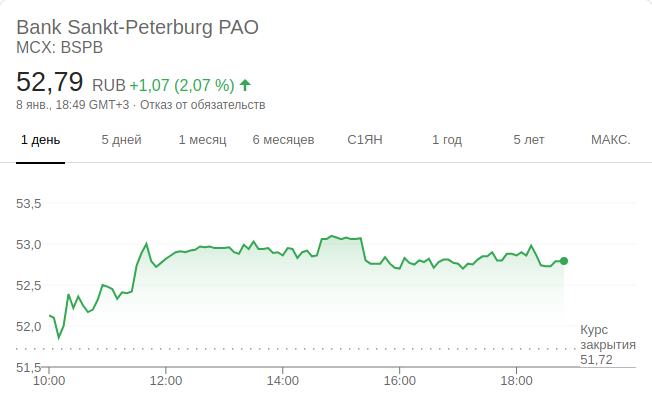 Bank Sankt-Peterburg PAO
MCX: BSPB
52,79 RUB +1,07 (2,07 %)
8 янв., 18:49 GMT+3 · Отказ от обязательств
1 день 5 дней 1 месяц 6 месяцев С1ЯН 1 год 5 лет МАКС.
53,5
53,0
52,5
52,0
51,5
Курс
закрытия
51,72
10:00 12:00 14:00 16:00 18:00